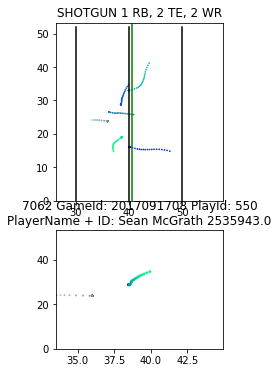 SHOTGUN 1 RB, 2 TE, 2 WR
50
40
30
20
10
0
30 40 50
7062 GameId: 2017091703 PlayId: 550
PlayerName + ID: Sean McGrath 2535943.0
40
20
0
35.0 37.5 40.0 42.5